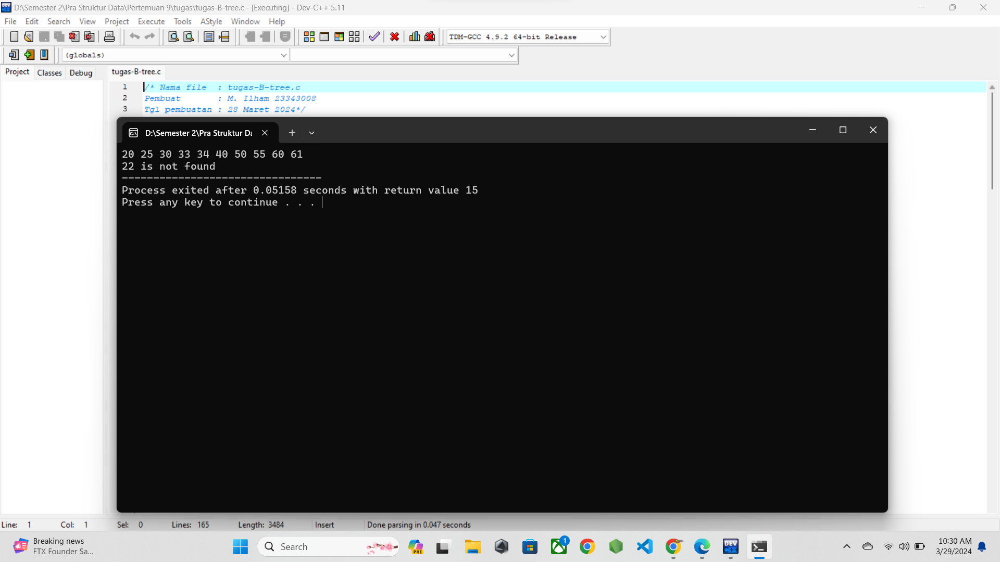 D:\Semester 2\Pra Struktur Data\Pertemuan 9\tugas\tugas-B-tree.c - [Executing] - Dev-C++ 5.11
File Edit Search View Project Execute Tools AStyle Window Help
TDM-GCC 4.9.2 64-bit Release
(globals)
Project Classes Debug
tugas-B-tree.c
1 /* Nama file : tugas-B-tree.c
2 Pembuat : M. Ilham 23343008
3 Tgl pembuatan : 28 Maret 2024*/
D:\Semester 2\Pra Struktur Da
20 25 30 33 34 40 50 55 60 61
22 is not found
--------------------------------
Process exited after 0.05158 seconds with return value 15
Press any key to continue . . .
Line: 1 Col: 1 Sel: 0 Lines: 165 Length: 3484 Insert Done parsing in 0.047 seconds
Breaking news
FTX Founder Sa...
Search
PRE
1
DEV
C++
10:30 AM
3/29/2024